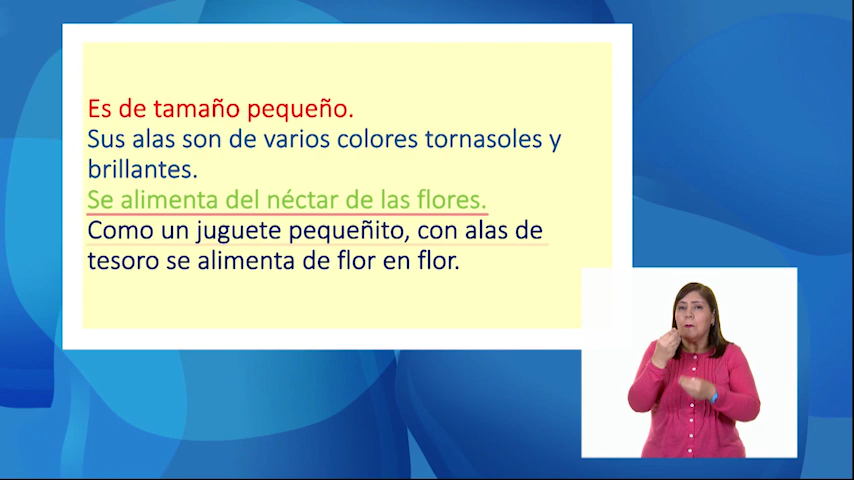 Es de tamaño pequeño.
Sus alas son de varios colores tornasoles y
brillantes.
Se alimenta del néctar de las flores.
Como un juguete pequeñito, con alas de
tesoro se alimenta de flor en flor.